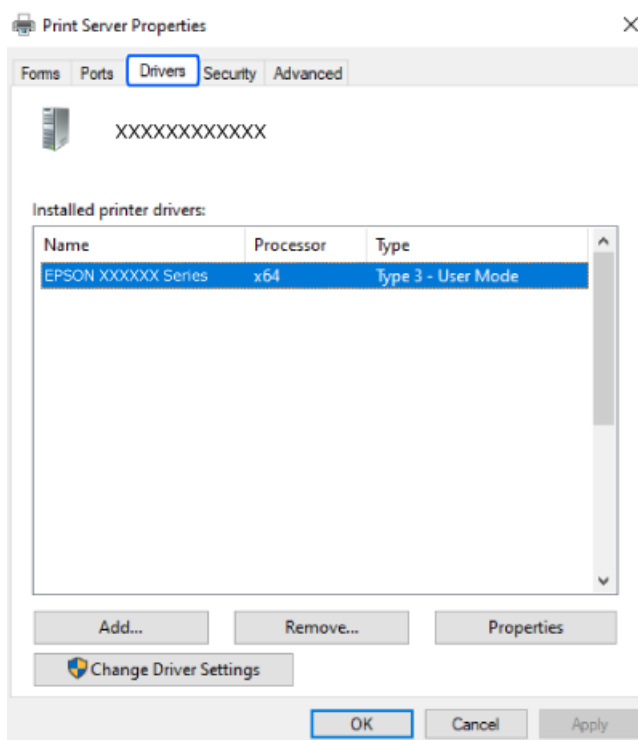 Print Server Properties
Forms Ports Drivers Security Advanced
XXXXXXXXXXXX
Installed printer drivers:
Name Processor Type
EPSON XXXXXX Series x64 Type 3 - User Mode
Add... Remove... Properties
Change Driver Settings
OK Cancel Apply